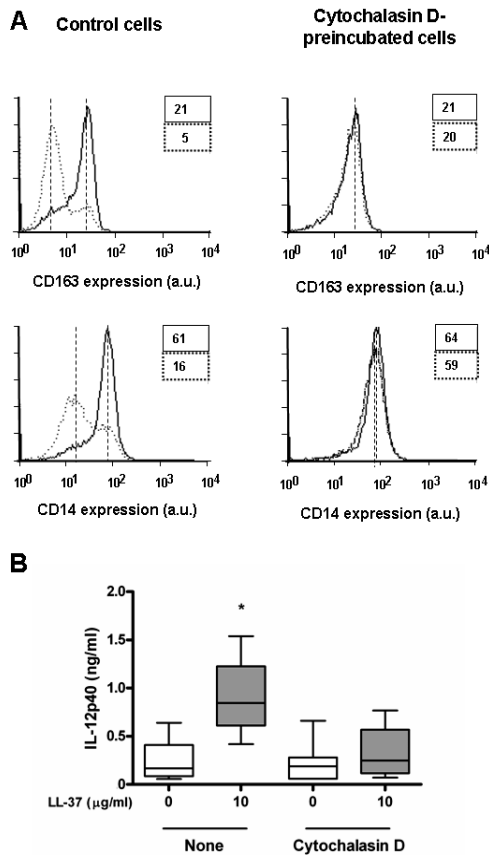 A
Control cells
Cytochalasin D-
preincubated cells
21
5
10⁰ 10¹ 10² 10³ 10⁴
CD163 expression (a.u.)
21
20
10⁰ 10¹ 10² 10³ 10⁴
CD163 expression (a.u.)
61
16
10⁰ 10¹ 10² 10³ 10⁴
CD14 expression (a.u.)
64
59
10⁰ 10¹ 10² 10³ 10⁴
CD14 expression (a.u.)
B
IL-12p40 (ng/ml)
2.0
1.5
1.0
0.5
0
*
LL-37 (μg/ml) 0 10 0 10
None Cytochalasin D